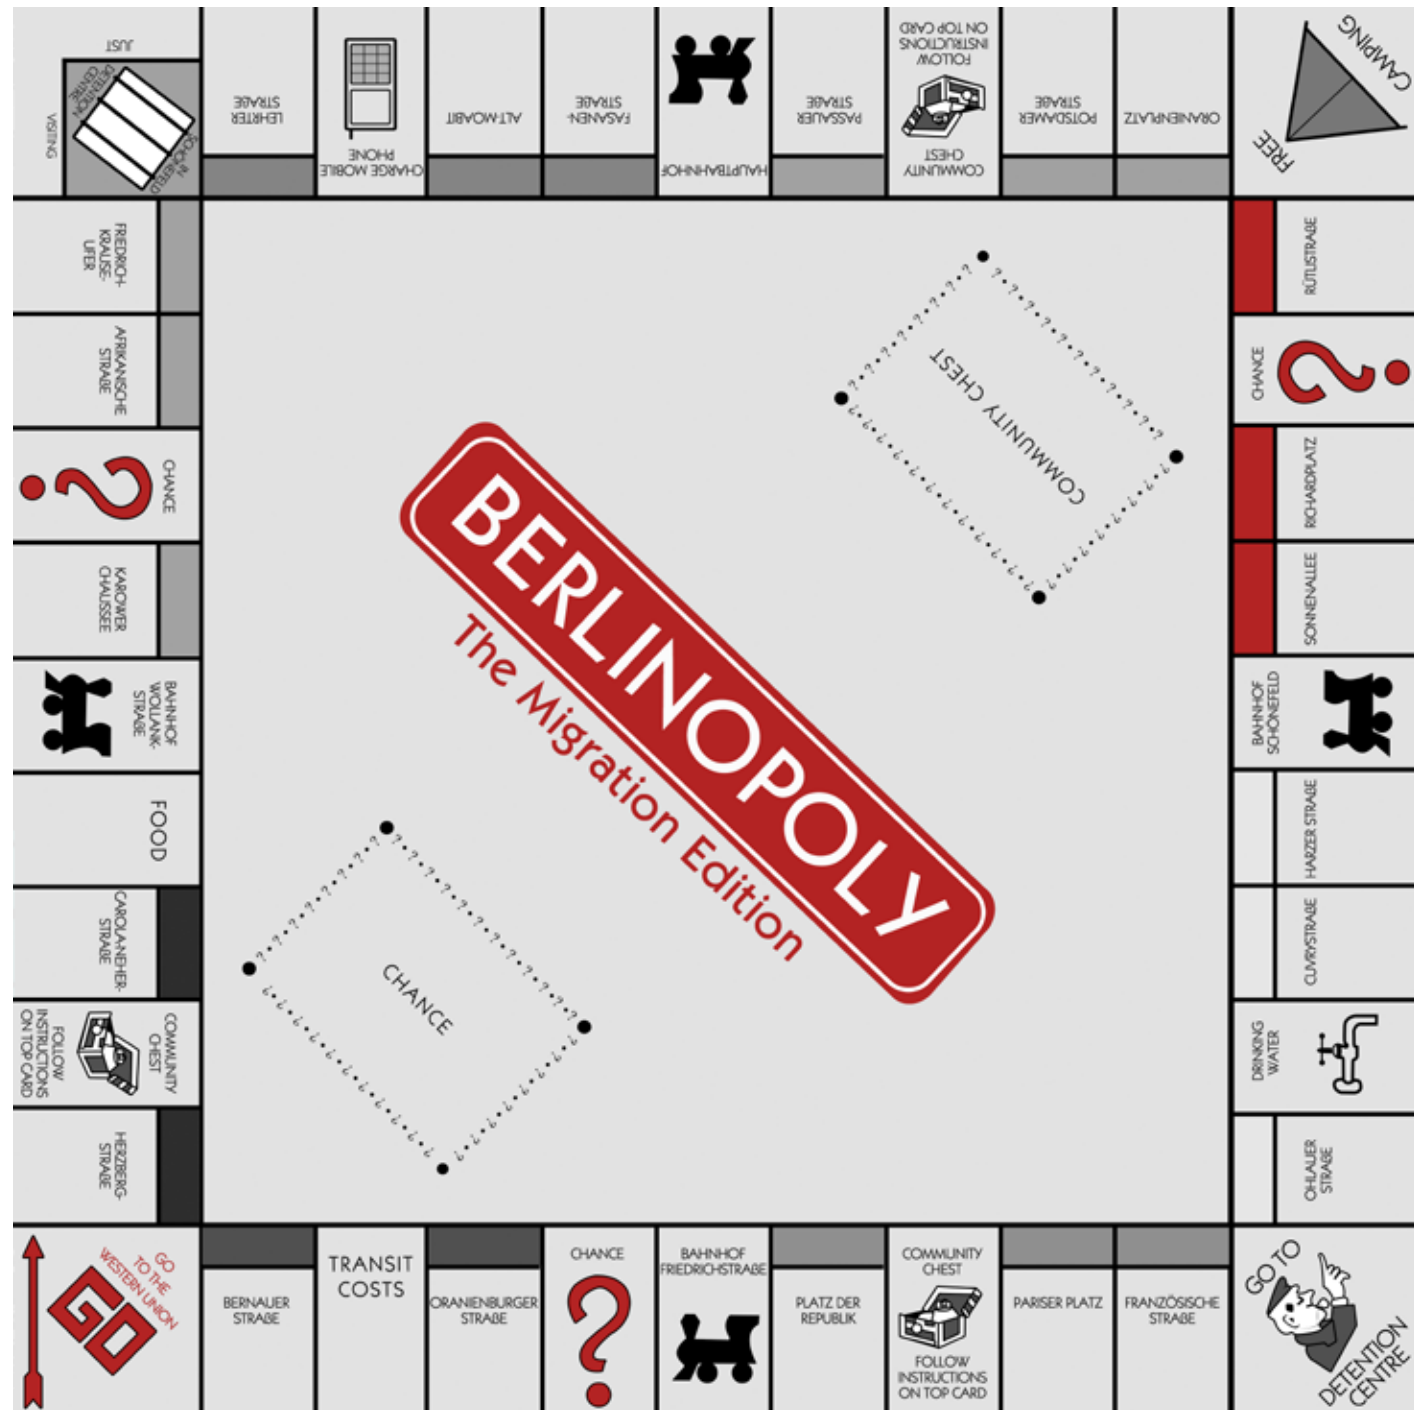 JUST
VISITING
IN
SCHÖNEFELD
DETENTION
CENTRE
LEHRTER
STRAßE
CHARGE MOBILE
PHONE
ALT-MOABIT
FASANEN-
STRAßE
HAUPTBAHNHOF
PASSAUER
STRAßE
COMMUNITY
CHEST
FOLLOW
INSTRUCTIONS
ON TOP CARD
POTSDAMER
STRAßE
ORANIENPLATZ
FREE
CAMPING
FRIEDRICH-
KRAUSE-
UFER
AFRIKANISCHE
STRAßE
CHANCE
?
KAROWER
CHAUSSEE
BAHNHOF
WOLLANK-
STRAßE
FOOD
CAROLA-NEHER-
STRAßE
COMMUNITY
CHEST
FOLLOW
INSTRUCTIONS
ON TOP CARD
HERZBERG-
STRAßE
COMMUNITY CHEST
BERLINOPOLY
The Migration Edition
CHANCE
RÜTLISTRAßE
CHANCE
?
RICHARDPLATZ
SONNENALLEE
BAHNHOF
SCHÖNEFELD
HARZER STRAßE
CUVRYSTRAßE
DRINKING
WATER
OHLAUER
STRAßE
GO
TO THE
WESTERN UNION
GO
BERNAUER
STRAßE
TRANSIT
COSTS
ORANIENBURGER
STRAßE
CHANCE
?
BAHNHOF
FRIEDRICHSTRAßE
PLATZ DER
REPUBLIK
COMMUNITY
CHEST
FOLLOW
INSTRUCTIONS
ON TOP CARD
PARISER PLATZ
FRANZÖSISCHE
STRAßE
GO TO
DETENTION
CENTRE